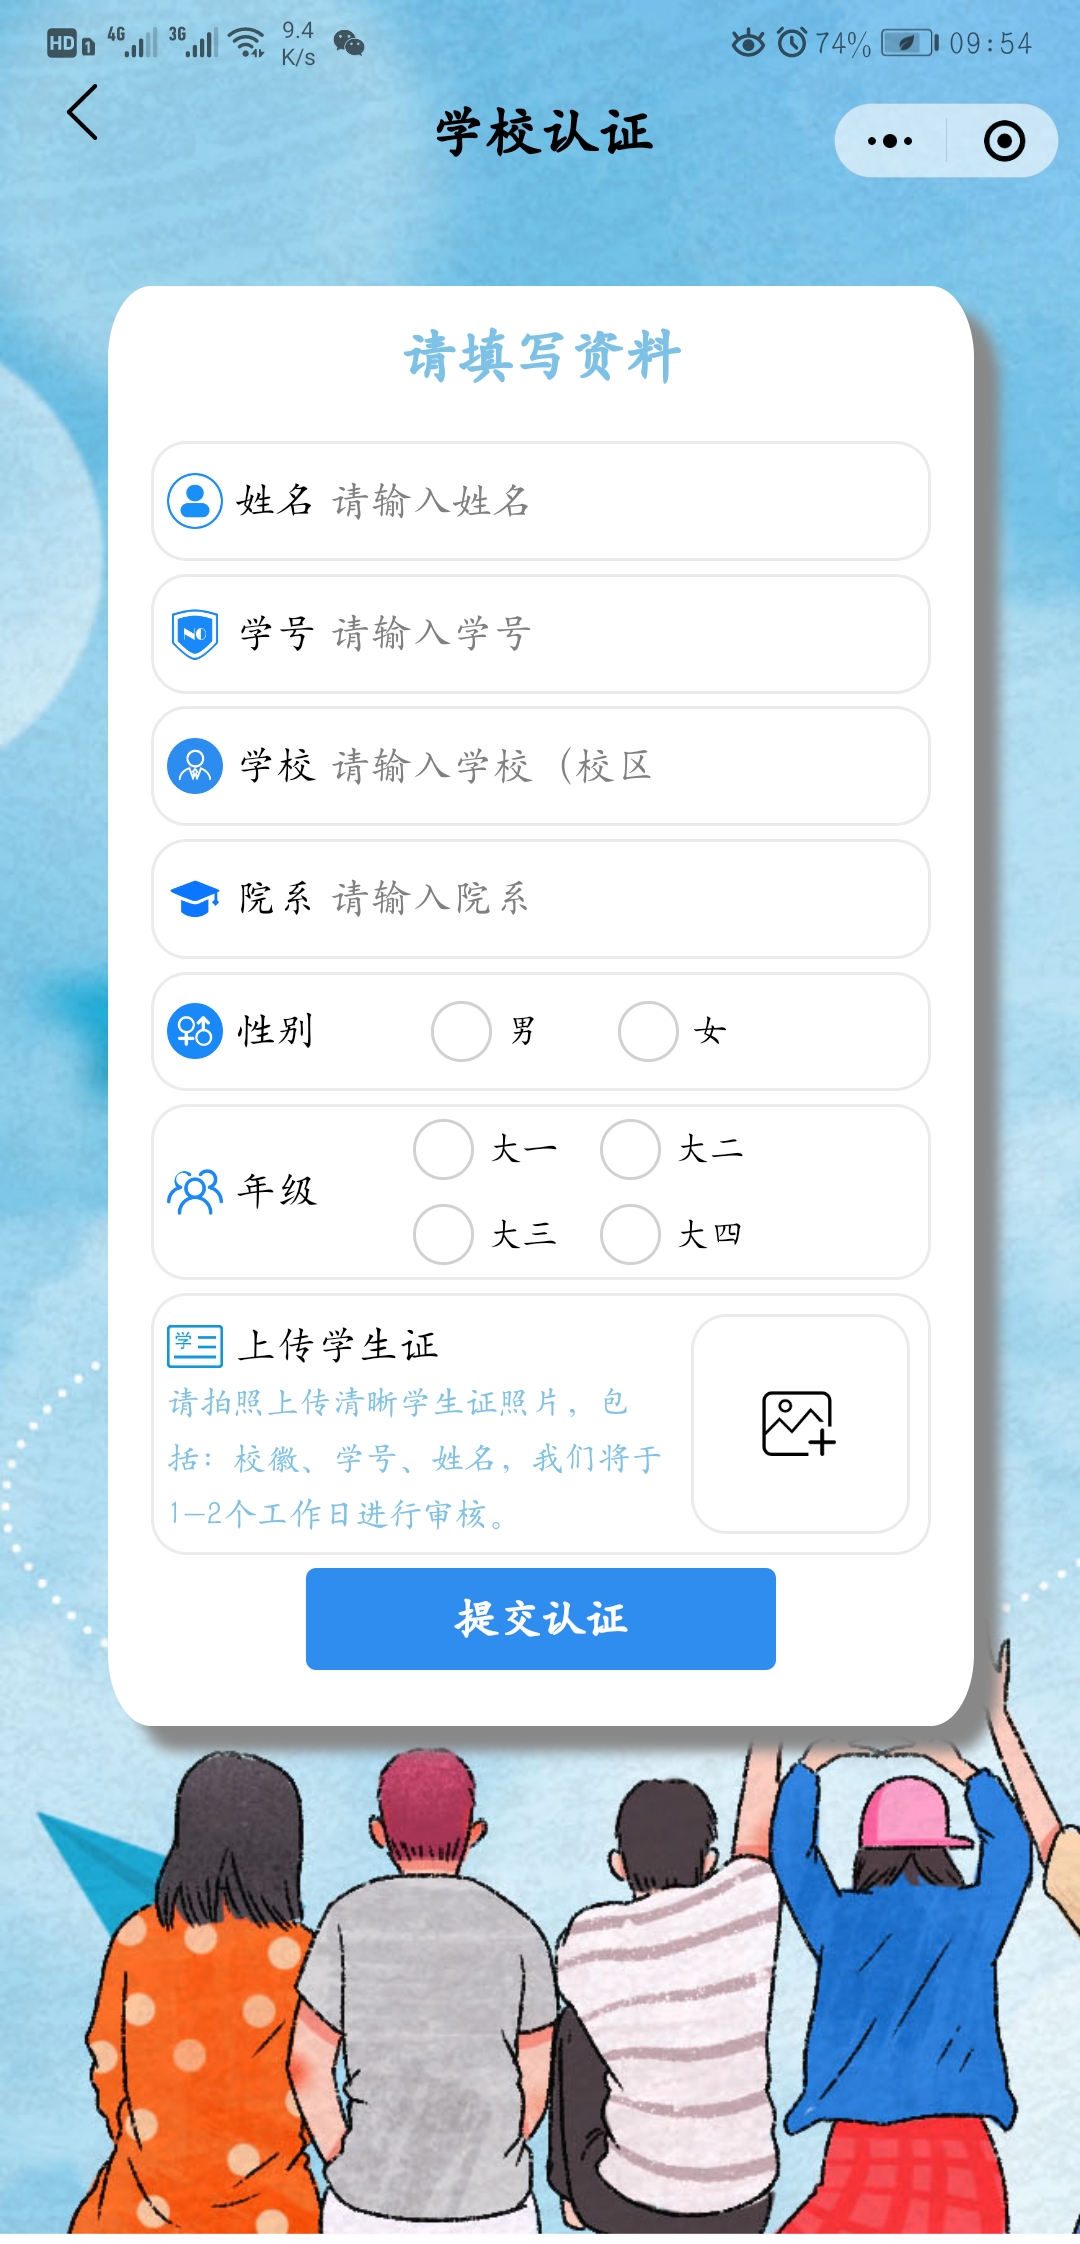 HD 1 4G 3G 9.4 K/s 74% 09:54
学校认证
请填写资料
姓名 请输入姓名
NO 学号 请输入学号
学校 请输入学校（校区
院系 请输入院系
性别 男 女
大一 大二
年级
大三 大四
学 上传学生证
请拍照上传清晰学生证照片，包
括：校徽、学号、姓名，我们将于
1-2个工作日进行审核。
提交认证